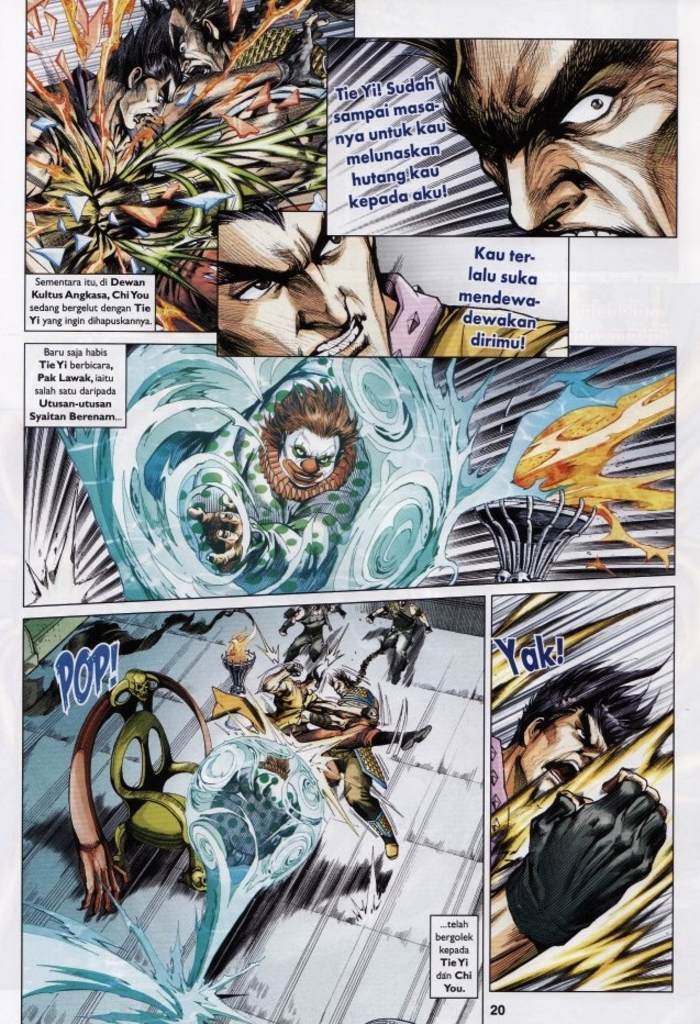 Tie Yi! Sudah
sampai masa-
nya untuk kau
melunaskan
hutang kau
kepada aku!
Kau ter-
lalu suka
mendewa-
dewakan
dirimu!
Sementara itu, di Dewan
Kultus Angkasa, Chi You
sedang bergelut dengan Tie
Yi yang ingin dihapuskannya.
Baru saja habis
Tie Yi berbicara,
Pak Lawak, iaitu
salah satu daripada
Utusan-utusan
Syaitan Berenam...
POP!
Yak!
...telah
bergolek
kepada
Tie Yi
dan Chi
You.
20